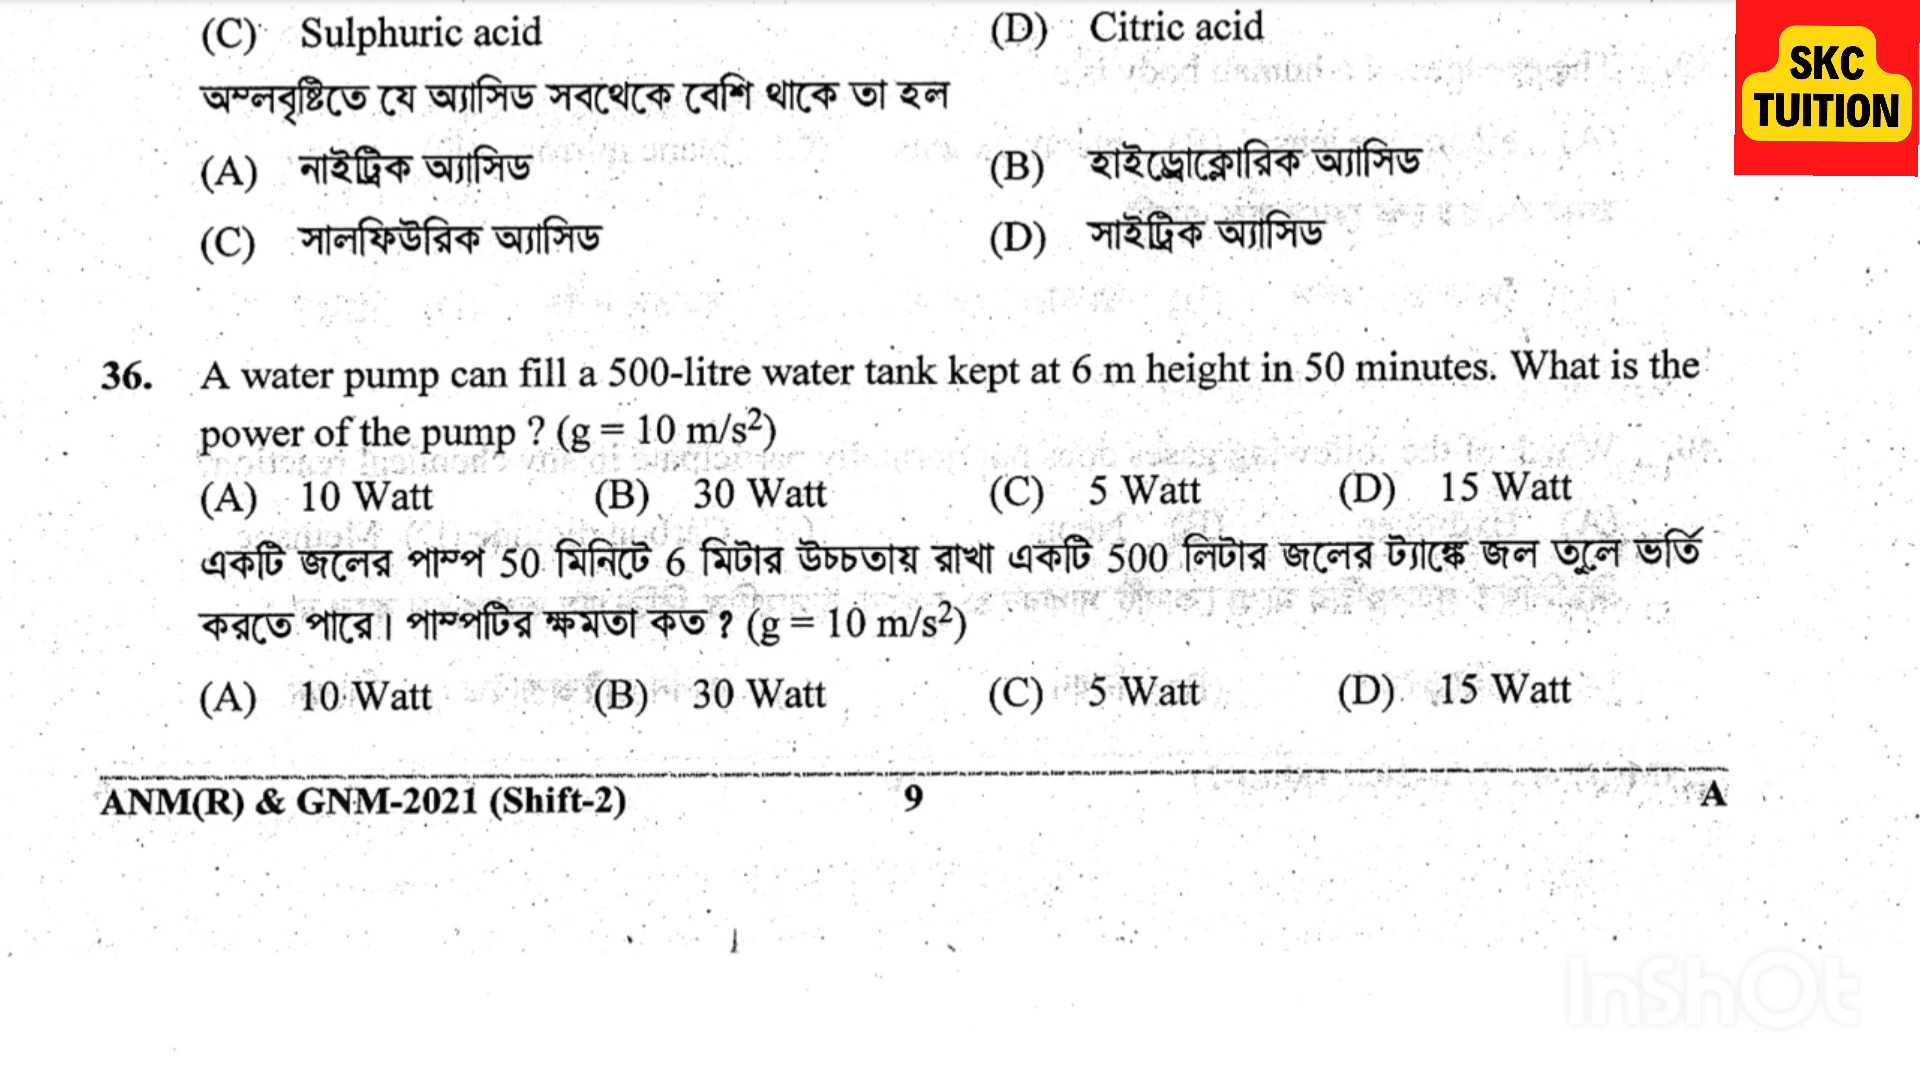 (C) Sulphuric acid (D) Citric acid
অম্লবৃষ্টিতে যে অ্যাসিড সবথেকে বেশি থাকে তা হল
(A) নাইট্রিক অ্যাসিড (B) হাইড্রোক্লোরিক অ্যাসিড
(C) সালফিউরিক অ্যাসিড (D) সাইট্রিক অ্যাসিড
36. A water pump can fill a 500-litre water tank kept at 6 m height in 50 minutes. What is the
power of the pump ? (g = 10 m/s²)
(A) 10 Watt (B) 30 Watt (C) 5 Watt (D) 15 Watt
একটি জলের পাম্প 50 মিনিটে 6 মিটার উচ্চতায় রাখা একটি 500 লিটার জলের ট্যাঙ্কে জল তুলে ভর্তি
করতে পারে। পাম্পটির ক্ষমতা কত ? (g = 10 m/s²)
(A) 10 Watt (B) 30 Watt (C) 5 Watt (D) 15 Watt
ANM(R) & GNM-2021 (Shift-2) 9 A
SKC
TUITION
InShOt